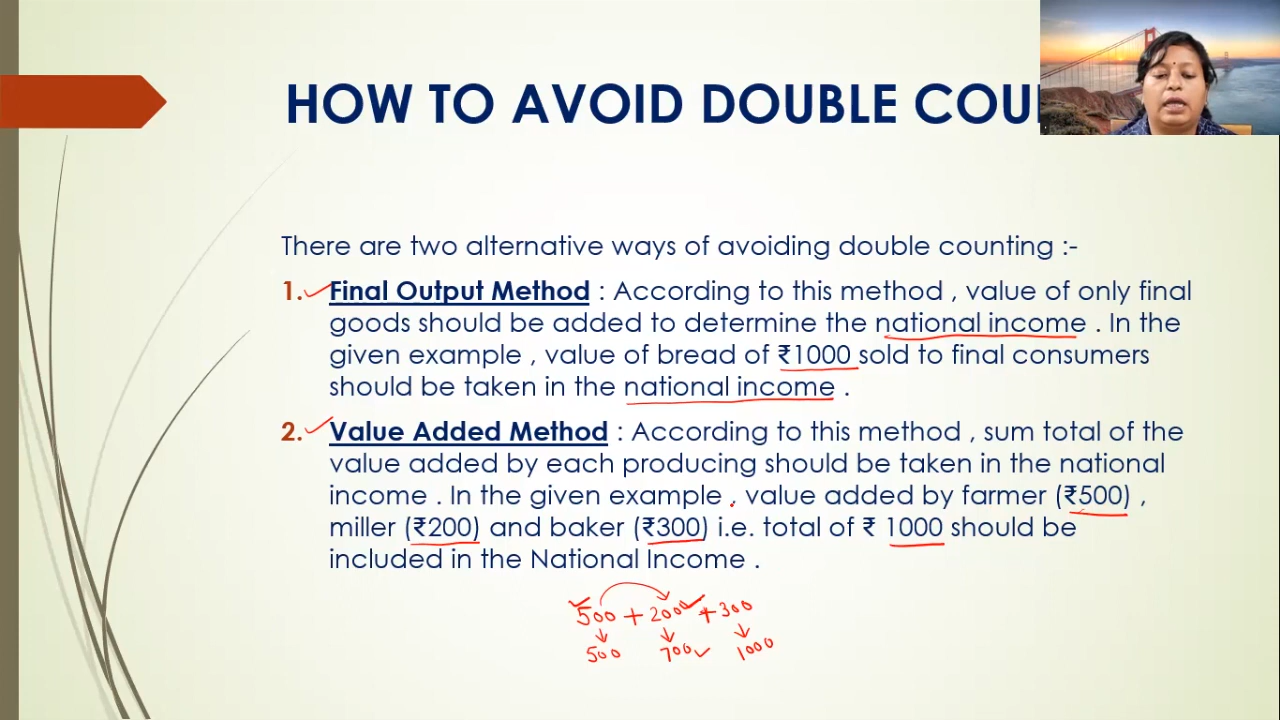 HOW TO AVOID DOUBLE COU
There are two alternative ways of avoiding double counting :-
1. Final Output Method : According to this method , value of only final
goods should be added to determine the national income . In the
given example , value of bread of ₹1000 sold to final consumers
should be taken in the national income .
2. Value Added Method : According to this method , sum total of the
value added by each producing should be taken in the national
income . In the given example , value added by farmer (₹500) ,
miller (₹200) and baker (₹300) i.e. total of ₹ 1000 should be
included in the National Income .
500 + 200 + 300
500 700 1000